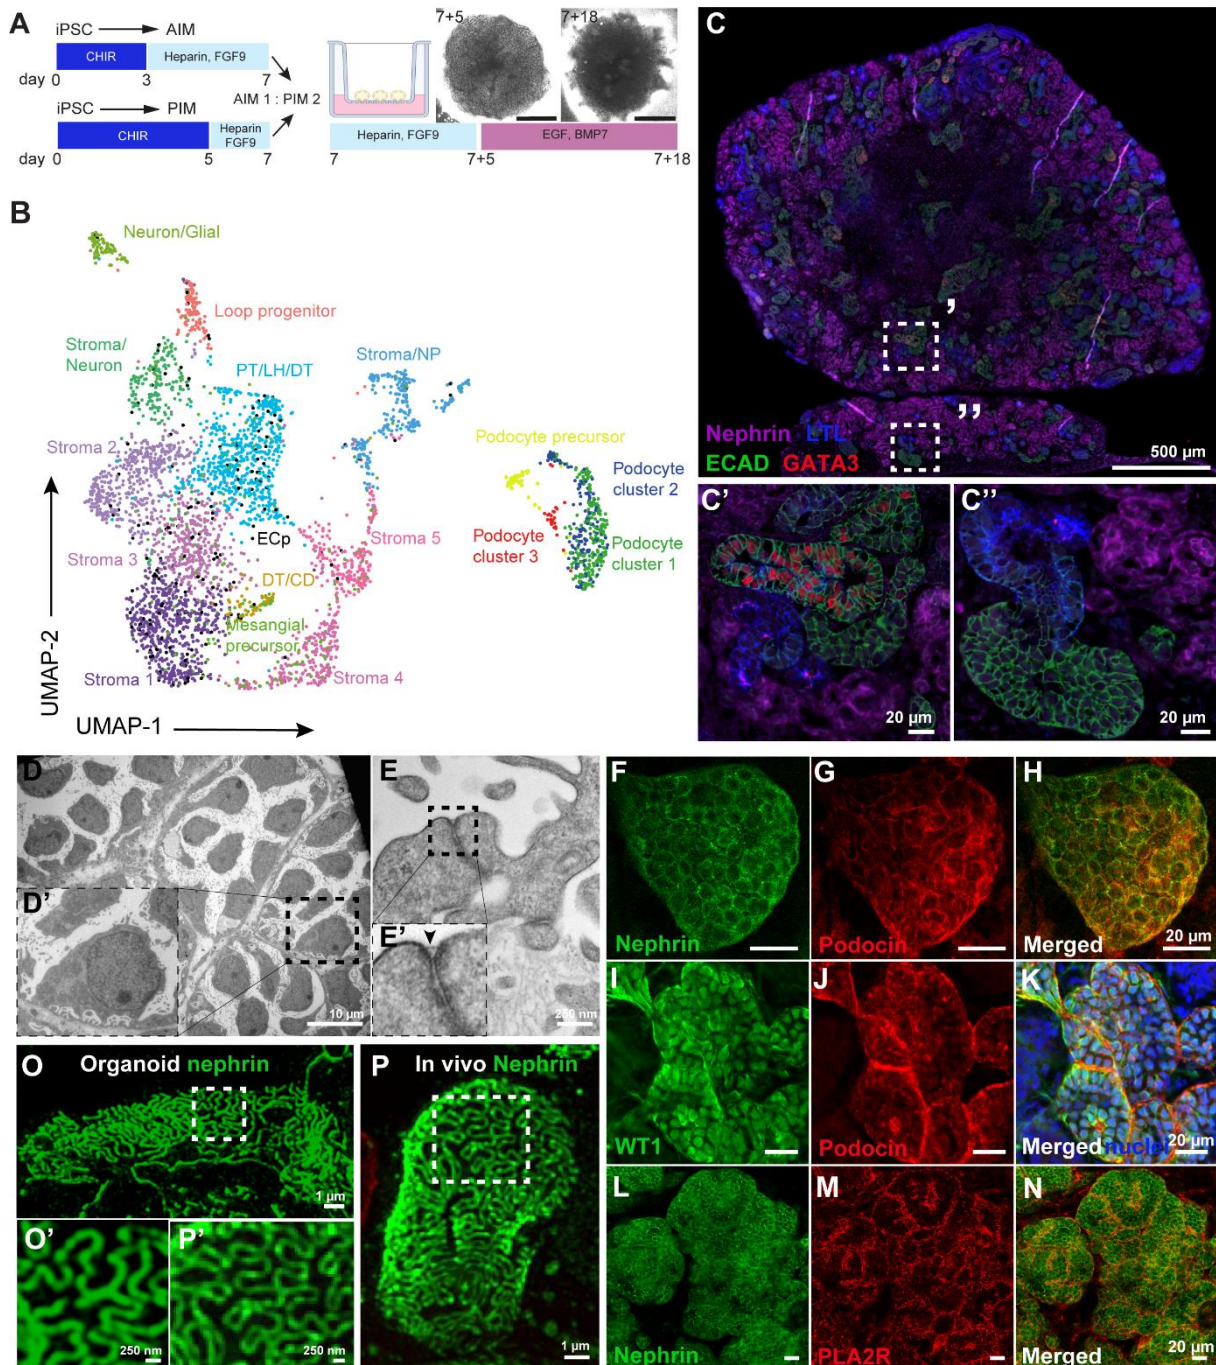 A
iPSC AIM
CHIR Heparin, FGF9
day 0 3 7
AIM 1 : PIM 2
iPSC PIM
CHIR Heparin FGF9
day 0 5 7
7+5
7+18
Heparin, FGF9 EGF, BMP7
7 7+5 7+18
B
Neuron/Glial
Loop progenitor
Stroma/
Neuron
PT/LH/DT
Stroma/NP
Stroma 2
Podocyte precursor
Podocyte
cluster 2
Stroma 3
ECp
Stroma 5
Podocyte
cluster 3
Podocyte
cluster 1
DT/CD
Mesangial
precursor
Stroma 1
Stroma 4
UMAP-2
UMAP-1
C
'
''
Nephrin LTL
ECAD GATA3
500 µm
C'
20 µm
C''
20 µm
D
D'
10 µm
E
E'
250 nm
F
Nephrin
G
Podocin
H
Merged
20 µm
I
WT1
J
Podocin
K
Merged nuclei
20 µm
L
Nephrin
M
PLA2R
N
Merged
20 µm
O Organoid nephrin
1 µm
O'
250 nm
P'
250 nm
P In vivo Nephrin
1 µm